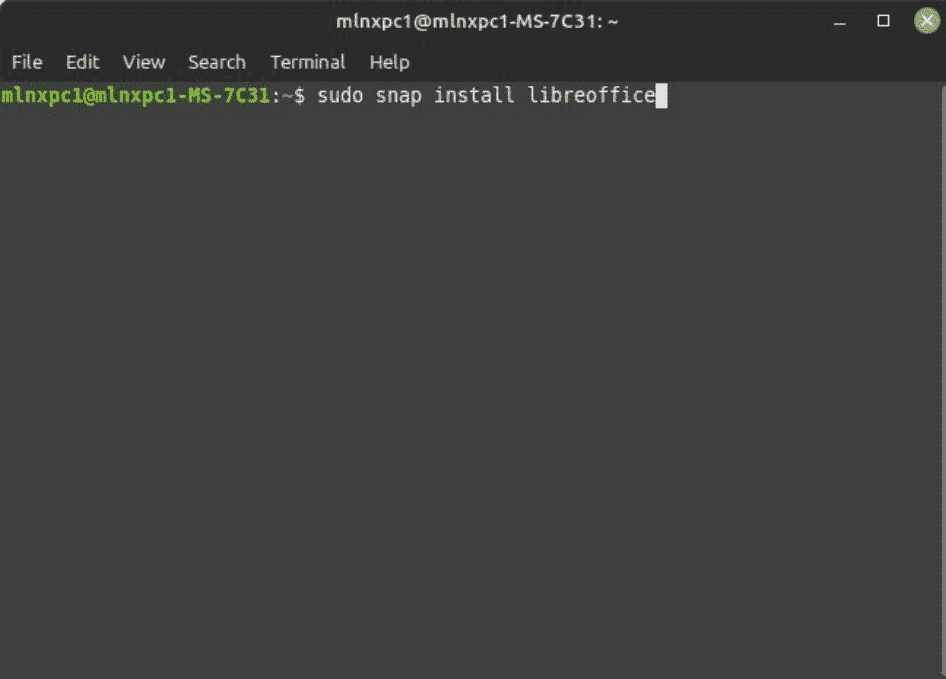 mlnxpc1@mlnxpc1-MS-7C31: ~
File Edit View Search Terminal Help
mlnxpc1@mlnxpc1-MS-7C31:~$ sudo snap install libreoffice